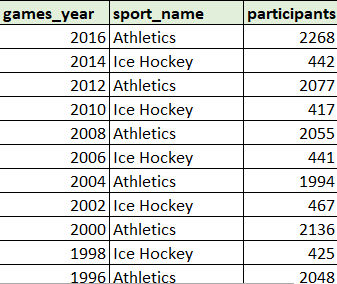 games_year sport_name participants
2016 Athletics 2268
2014 Ice Hockey 442
2012 Athletics 2077
2010 Ice Hockey 417
2008 Athletics 2055
2006 Ice Hockey 441
2004 Athletics 1994
2002 Ice Hockey 467
2000 Athletics 2136
1998 Ice Hockey 425
1996 Athletics 2048